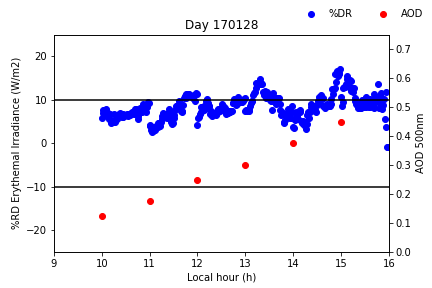 %DR AOD
Day 170128
%RD Erythemal Irradiance (W/m2)
20
10
0
−10
−20
0.7
0.6
0.5
0.4
0.3
0.2
0.1
0.0
AOD 500nm
9 10 11 12 13 14 15 16
Local hour (h)